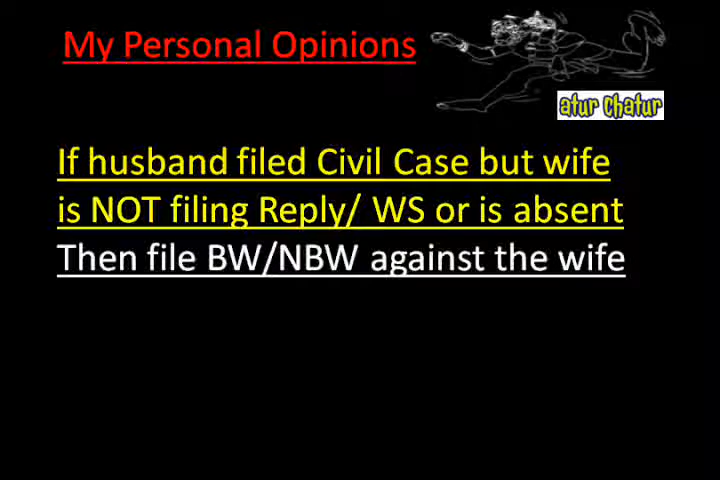 My Personal Opinions
atur chatur
If husband filed Civil Case but wife
is NOT filing Reply/ WS or is absent
Then file BW/NBW against the wife